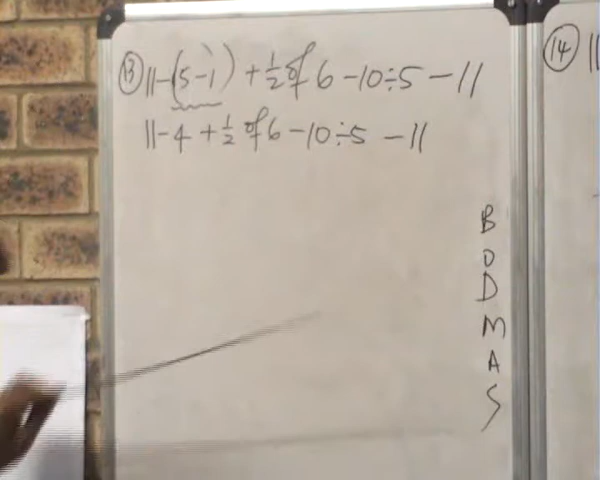 13 11-(5-1) + 1/2 of 6 - 10 ÷ 5 - 11
11-4 + 1/2 of 6 - 10 ÷ 5 - 11
B
O
D
M
A
S
14 11